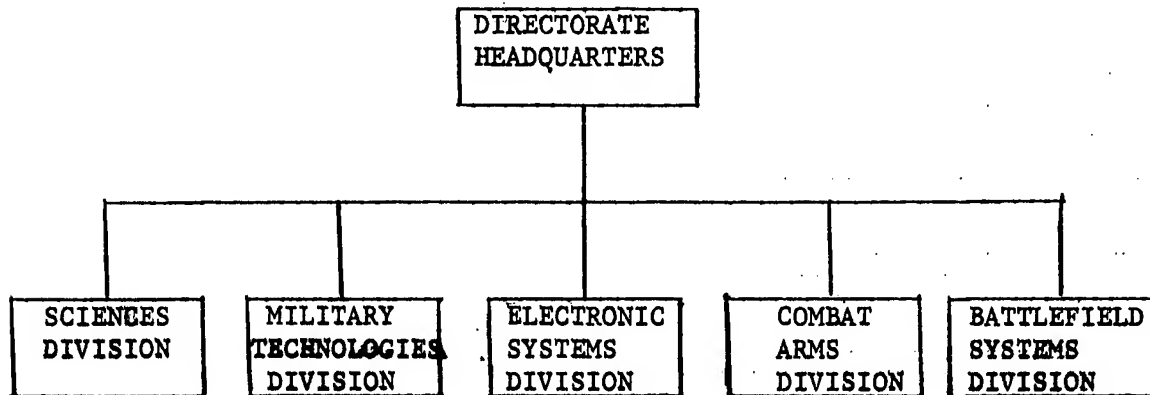 DIRECTORATE
HEADQUARTERS
SCIENCES
DIVISION
MILITARY
TECHNOLOGIES
DIVISION
ELECTRONIC
SYSTEMS
DIVISION
COMBAT
ARMS
DIVISION
BATTLEFIELD
SYSTEMS
DIVISION